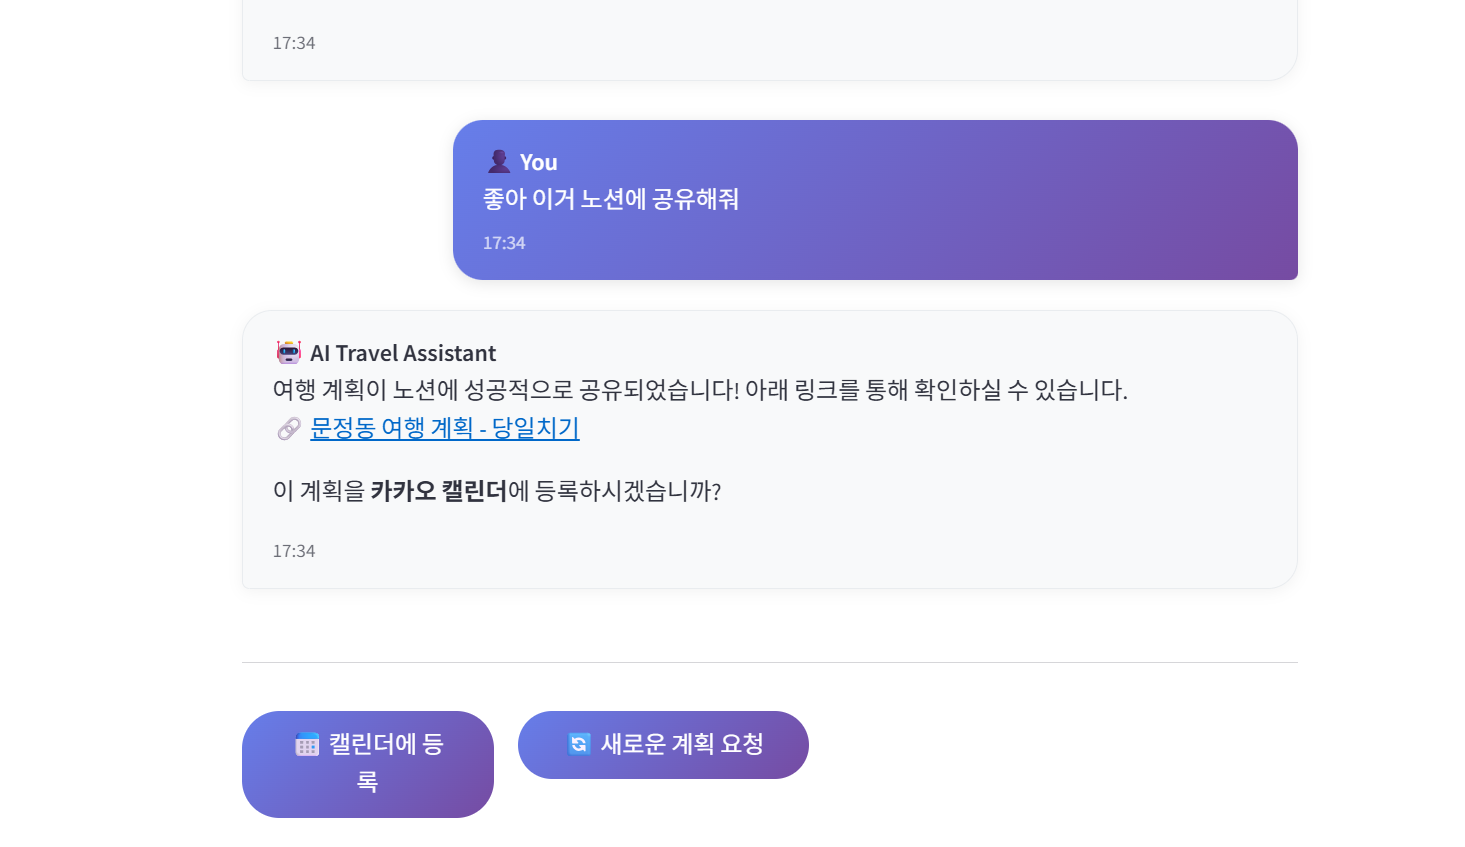 17:34
You
좋아 이거 노션에 공유해줘
17:34
AI Travel Assistant
여행 계획이 노션에 성공적으로 공유되었습니다! 아래 링크를 통해 확인하실 수 있습니다.
문정동 여행 계획 - 당일치기
이 계획을 카카오 캘린더에 등록하시겠습니까?
17:34
캘린더에 등
록
새로운 계획 요청